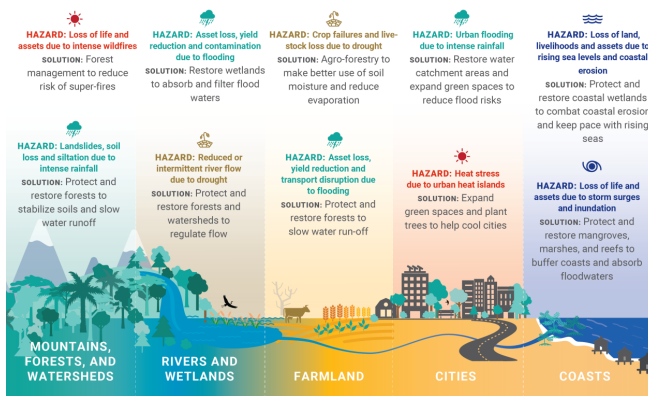 HAZARD: Loss of life and
assets due to intense wildfires
SOLUTION: Forest
management to reduce
risk of super-fires
HAZARD: Landslides, soil
loss and siltation due to
intense rainfall
SOLUTION: Protect and
restore forests to
stabilize soils and slow
water runoff
MOUNTAINS,
FORESTS, AND
WATERSHEDS
HAZARD: Asset loss, yield
reduction and contamination
due to flooding
SOLUTION: Restore wetlands
to absorb and filter flood
waters
HAZARD: Reduced or
intermittent river flow
due to drought
SOLUTION: Protect and
restore forests and
watersheds to
regulate flow
RIVERS AND
WETLANDS
HAZARD: Crop failures and live-
stock loss due to drought
SOLUTION: Agro-forestry to
make better use of soil
moisture and reduce
evaporation
HAZARD: Asset loss,
yield reduction and
transport disruption due
to flooding
SOLUTION: Protect and
restore forests to
slow water run-off
FARMLAND
HAZARD: Urban flooding
due to intense rainfall
SOLUTION: Restore water
catchment areas and
expand green spaces to
reduce flood risks
HAZARD: Heat stress
due to urban heat islands
SOLUTION: Expand
green spaces and plant
trees to help cool cities
CITIES
HAZARD: Loss of land,
livelihoods and assets due to
rising sea levels and coastal
erosion
SOLUTION: Protect and
restore coastal wetlands
to combat coastal erosion
and keep pace with rising
seas
HAZARD: Loss of life and
assets due to storm surges
and inundation
SOLUTION: Protect and
restore mangroves,
marshes, and reefs to
buffer coasts and absorb
floodwaters
COASTS